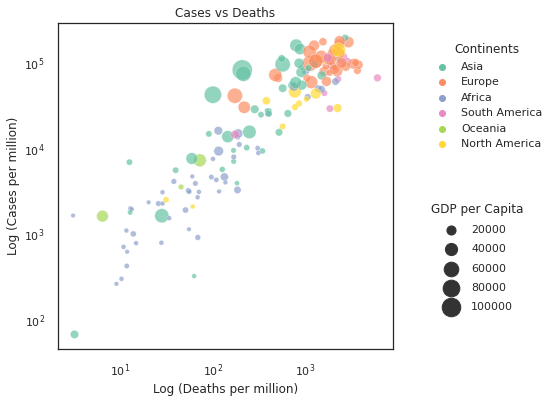 Cases vs Deaths
Log (Cases per million)
10^5
10^4
10^3
10^2
10^1
10^2
10^3
Log (Deaths per million)
Continents
Asia
Europe
Africa
South America
Oceania
North America
GDP per Capita
20000
40000
60000
80000
100000